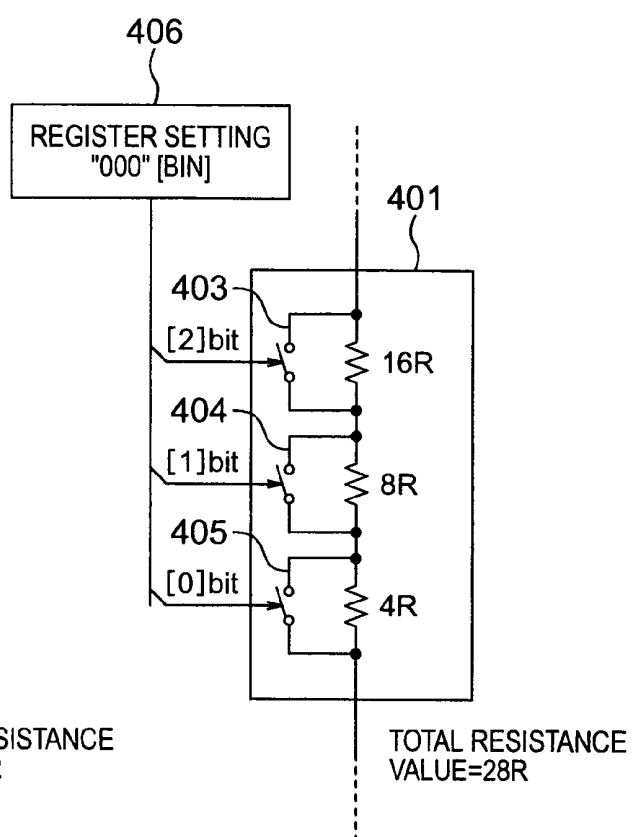 406
REGISTER SETTING
"000" [BIN]
401
403
[2]bit
16R
404
[1]bit
8R
405
[0]bit
4R
TOTAL RESISTANCE
VALUE=28R